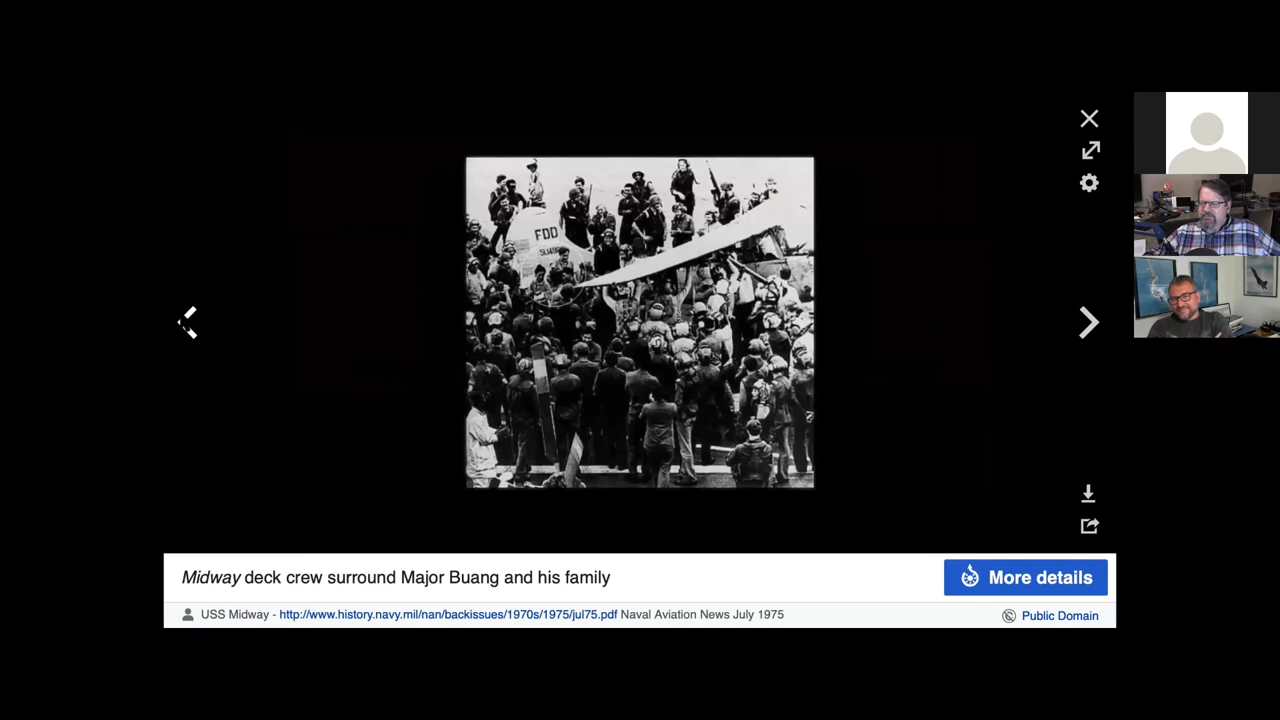 FDD
Midway deck crew surround Major Buang and his family
More details
USS Midway - http://www.history.navy.mil/nan/backissues/1970s/1975/jul75.pdf Naval Aviation News July 1975
Public Domain